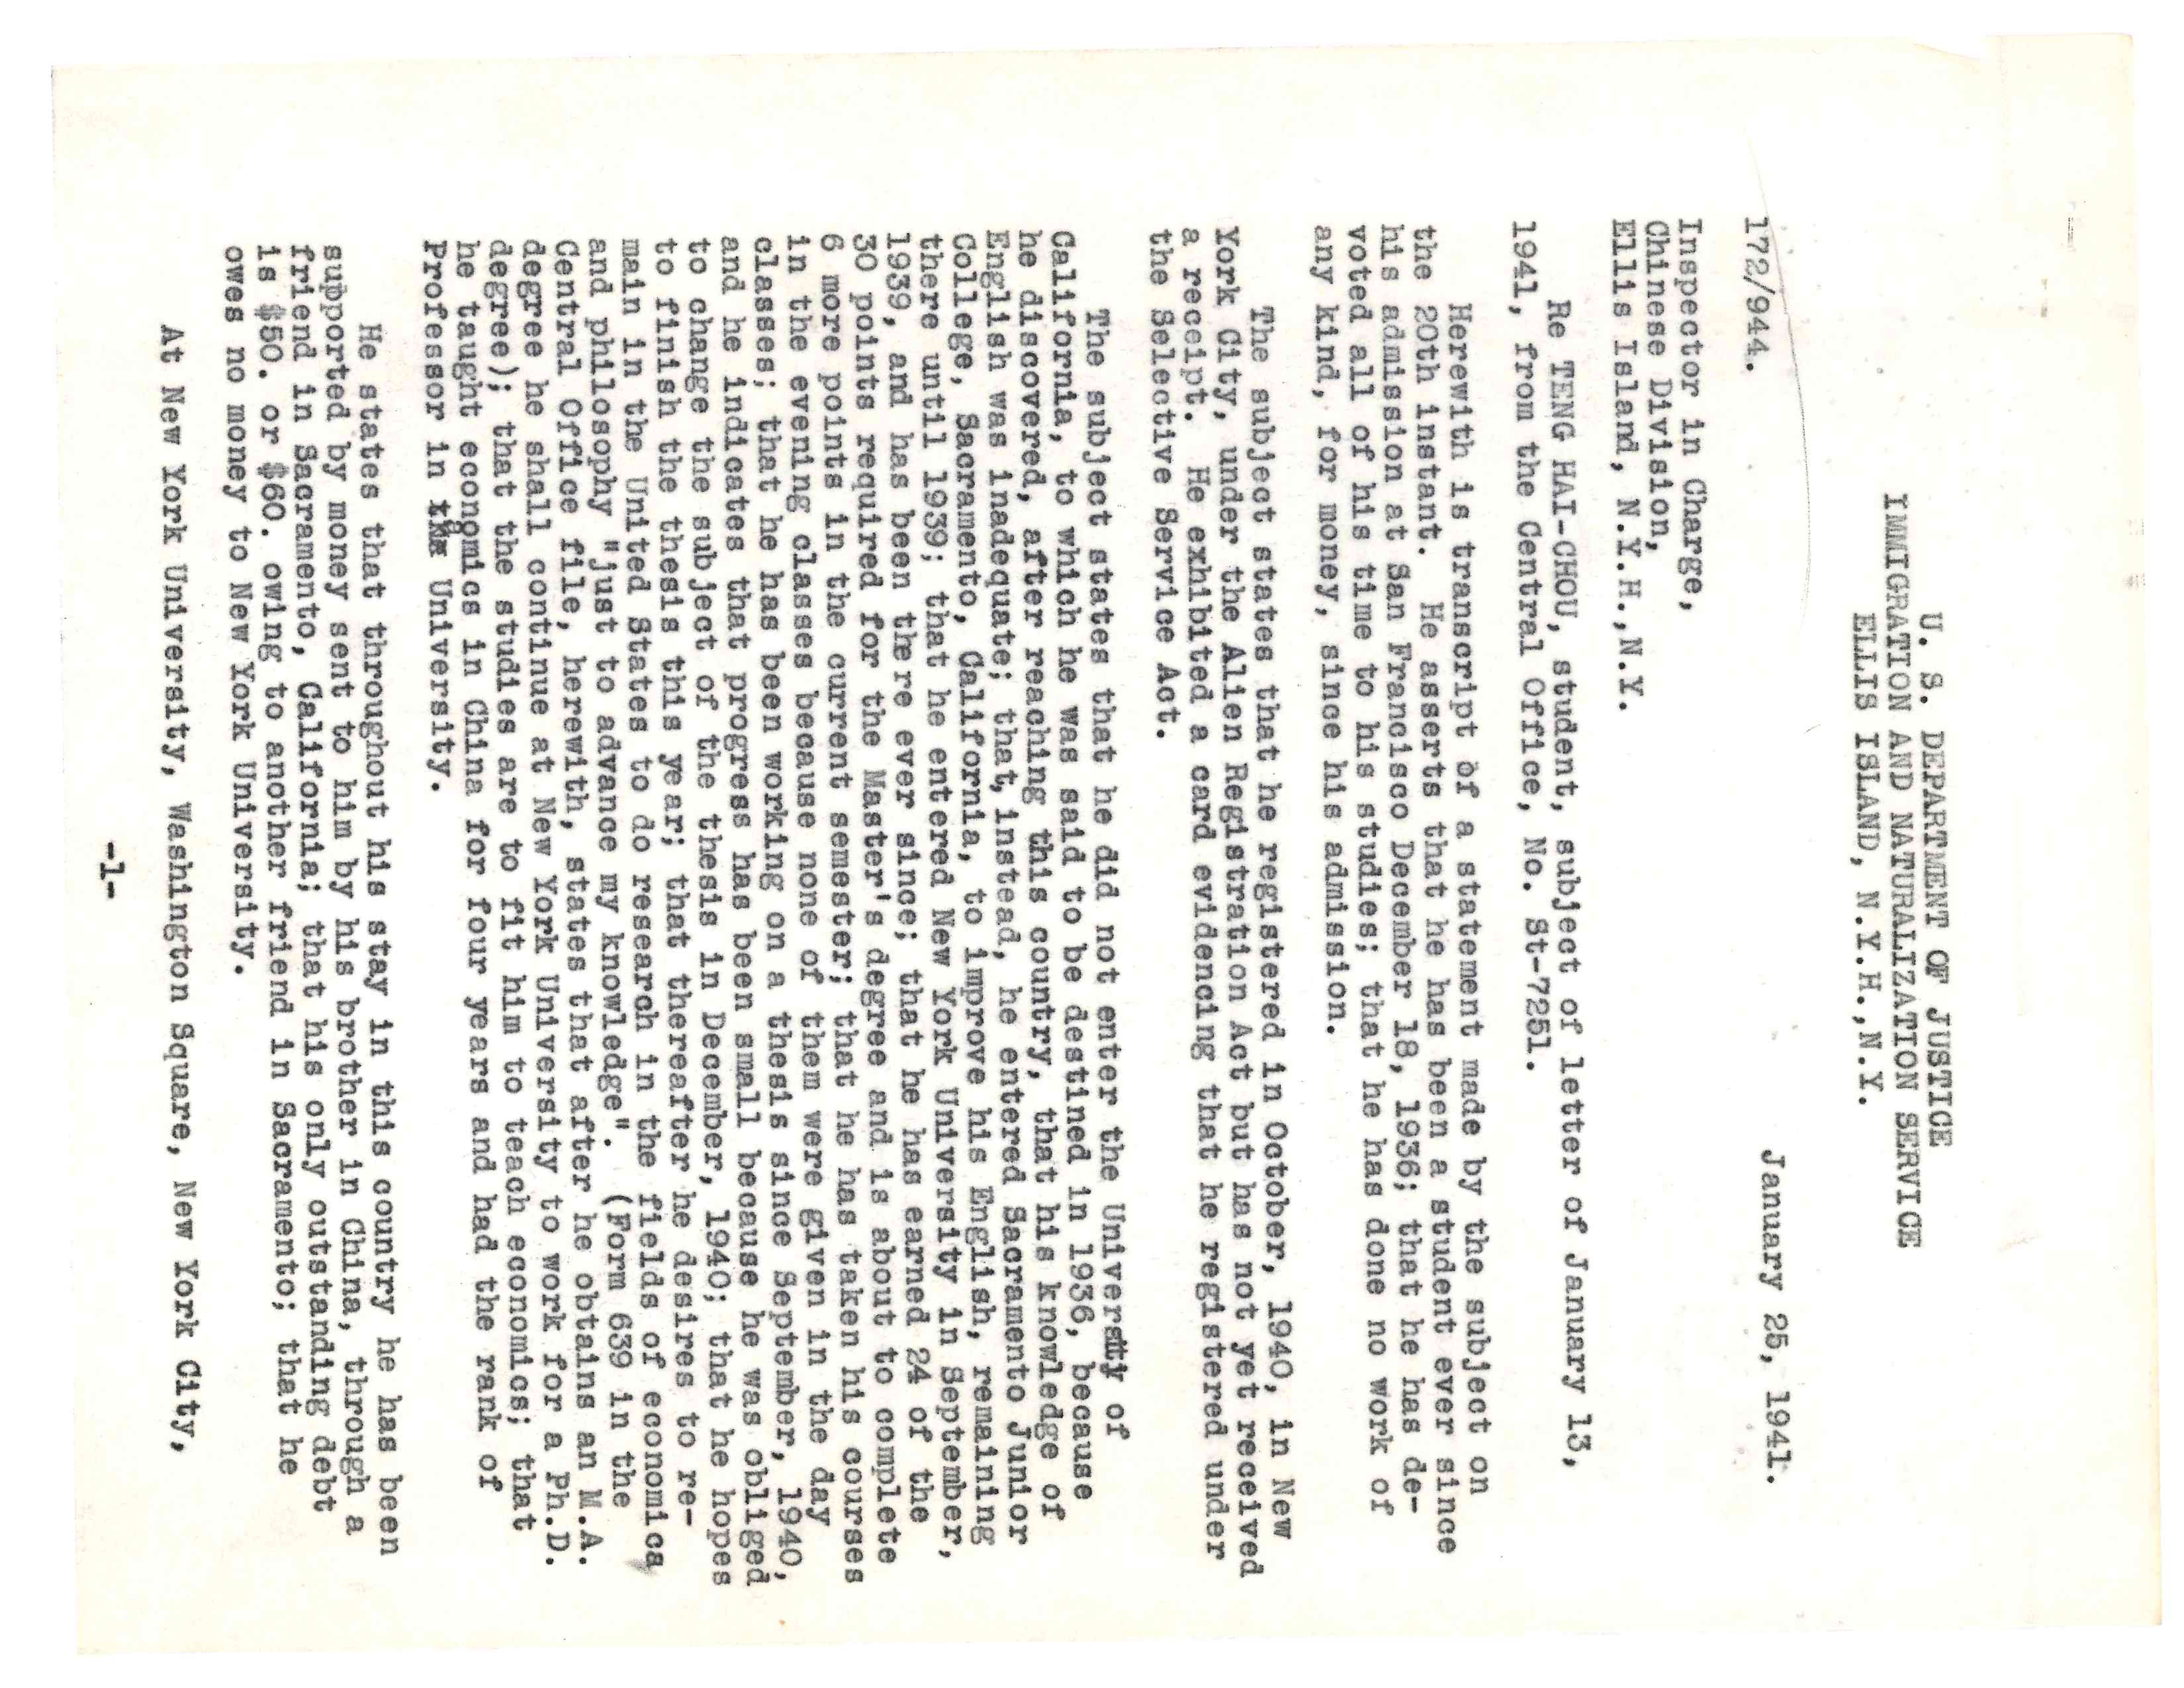 U. S. DEPARTMENT OF JUSTICE
IMMIGRATION AND NATURALIZATION SERVICE
ELLIS ISLAND, N.Y.H.,N.Y.
172/944.
January 25, 1941.
Inspector in Charge,
Chinese Division,
Ellis Island, N.Y.H.,N.Y.
Re TENG HAI-CHOU, student, subject of letter of January 13,
1941, from the Central Office, No. St-7251.
Herewith is transcript of a statement made by the subject on
the 20th instant. He asserts that he has been a student ever since
his admission at San Francisco December 18, 1936; that he has de-
voted all of his time to his studies; that he has done no work of
any kind, for money, since his admission.
The subject states that he registered in October, 1940, in New
York City, under the Alien Registration Act but has not yet received
a receipt. He exhibited a card evidencing that he registered under
the Selective Service Act.
The subject states that he did not enter the University of
California, to which he was said to be destined in 1936, because
he discovered, after reaching this country, that his knowledge of
English was inadequate; that, instead, he entered Sacramento Junior
College, Sacramento, California, to improve his English, remaining
there until 1939; that he entered New York University in September,
1939, and has been there ever since; that he has earned 24 of the
30 points required for the Master's degree and is about to complete
6 more points in the current semester; that he has taken his courses
in the evening classes because none of them were given in the day
classes; that he has been working on a thesis since September, 1940,
and he indicates that progress has been small because he was obliged
to change the subject of the thesis in December, 1940; that he hopes
to finish the thesis this year; that thereafter he desires to re-
main in the United States to do research in the fields of economica
and philosophy "just to advance my knowledge". (Form 639 in the
Central Office file, herewith, states that after he obtains an M.A.
degree he shall continue at New York University to work for a Ph.D.
degree); that the studies are to fit him to teach economics; that
he taught economics in China for four years and had the rank of
Professor in the University.
He states that throughout his stay in this country he has been
supported by money sent to him by his brother in China, through a
friend in Sacramento, California; that his only outstanding debt
is $50. or $60. owing to another friend in Sacramento; that he
owes no money to New York University.
At New York University, Washington Square, New York City,
-1-